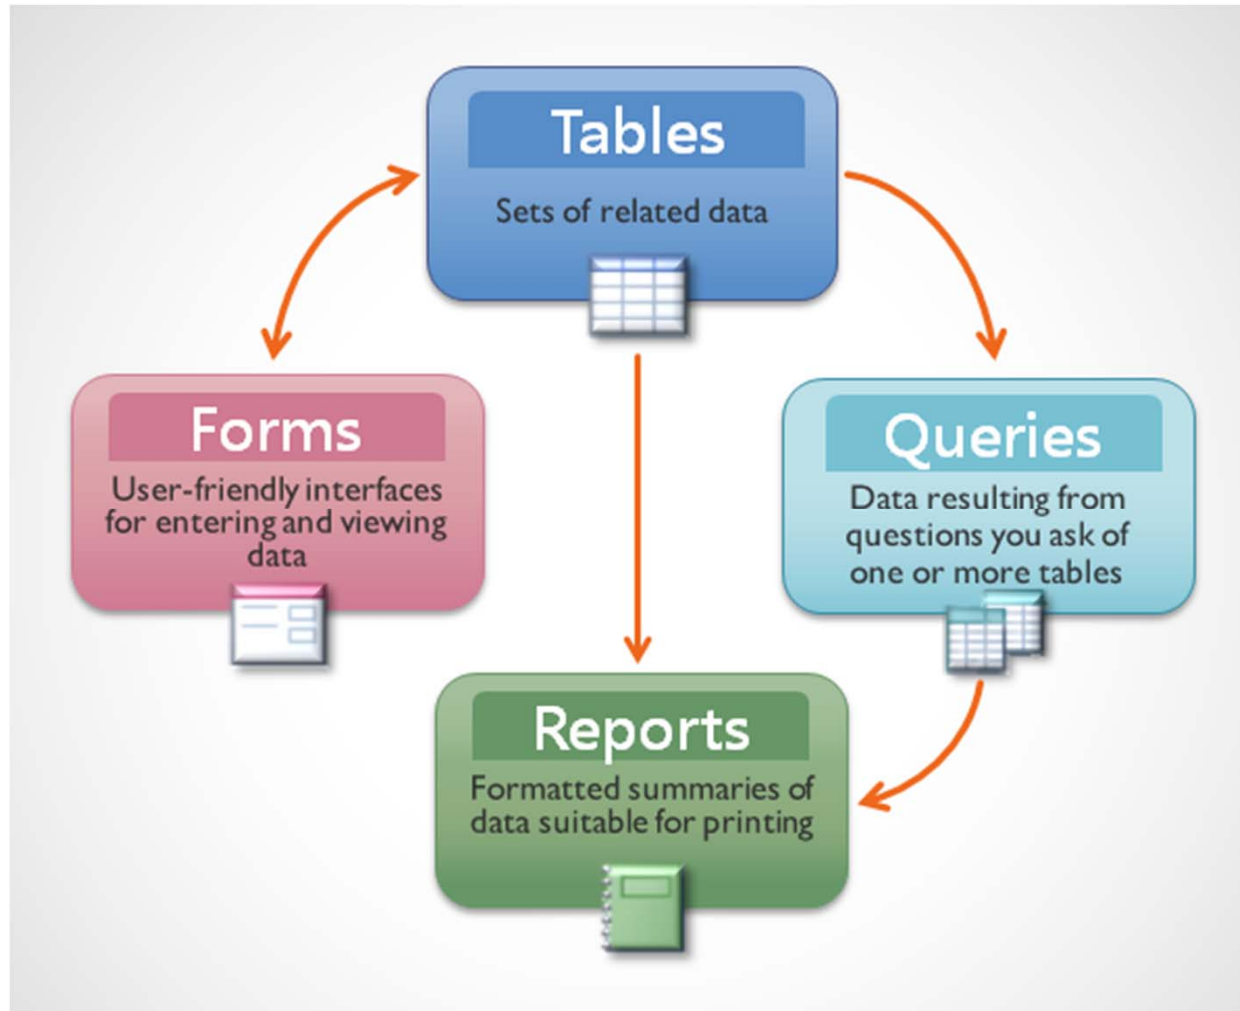 Tables
Sets of related data
Forms
User-friendly interfaces
for entering and viewing
data
Queries
Data resulting from
questions you ask of
one or more tables
Reports
Formatted summaries of
data suitable for printing